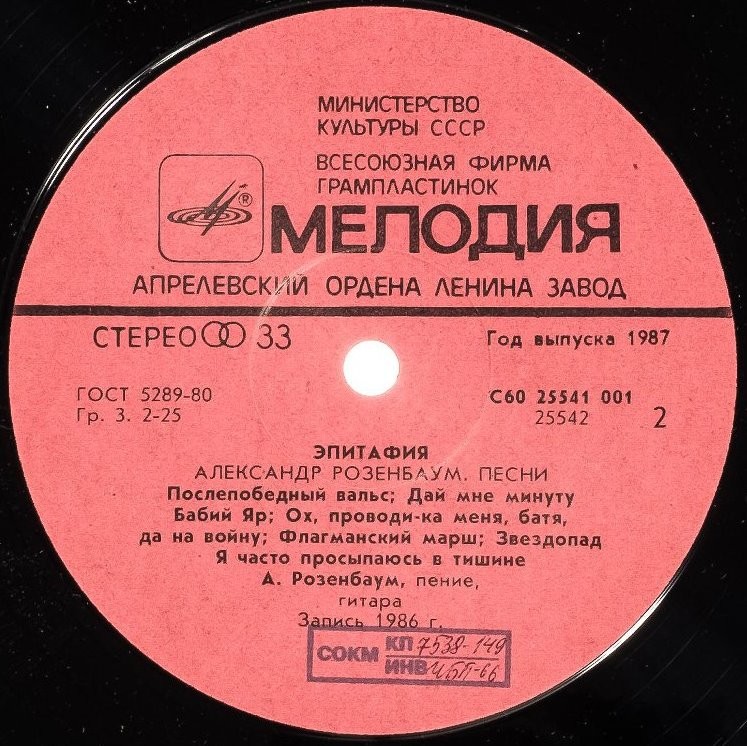 МИНИСТЕРСТВО
КУЛЬТУРЫ СССР
ВСЕСОЮЗНАЯ ФИРМА
ГРАМПЛАСТИНОК
®
МЕЛОДИЯ
АПРЕЛЕВСКИЙ ОРДЕНА ЛЕНИНА ЗАВОД
СТЕРЕО 33
Год выпуска 1987
ГОСТ 5289-80
Гр. 3. 2-25
С60 25541 001
25542
2
ЭПИТАФИЯ
АЛЕКСАНДР РОЗЕНБАУМ. ПЕСНИ
Послепобедный вальс; Дай мне минуту
Бабий Яр; Ох, проводи-ка меня, батя,
да на войну; Флагманский марш; Звездопад
Я часто просыпаюсь в тишине
А. Розенбаум, пение,
гитара
Запись 1986 г.
СОКМ
КП 7538-149
ИНВ ИБП-66